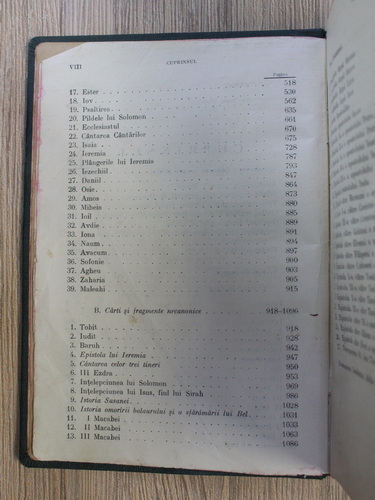 VIII CUPRINSUL
Pagina
17. Ester 518
18. Iov 530
19. Psaltirea 562
20. Pildele lui Solomon 635
21. Ecclesiastul 661
22. Cântarea Cântărilor 670
23. Isaia 675
24. Ieremia 728
25. Plângerile lui Ieremia 787
26. Iezechiil 793
27. Daniil 847
28. Osie 864
29. Amos 873
30. Miheia 880
31. Ioil 885
32. Avdie 889
33. Iona 891
34. Naum 894
35. Avacum 897
36. Sofonie 900
37. Agheu 903
38. Zaharia 905
39. Maleahi 915
B. Cărți și fragmente necanonice 918-1096
1. Tobit 918
2. Iudit 928
3. Baruh 942
4. Epistola lui Ieremia 947
5. Cântarea celor trei tineri 950
6. III Ezdra 953
7. Înțelepciunea lui Solomon 969
8. Înțelepciunea lui Isus, fiul lui Sirah 986
9. Istoria Susanei 1028
10. Istoria omorîrii balaurului și a sfărâmării lui Bel 1031
11. I Macabei 1033
12. II Macabei 1063
13. III Macabei 1086